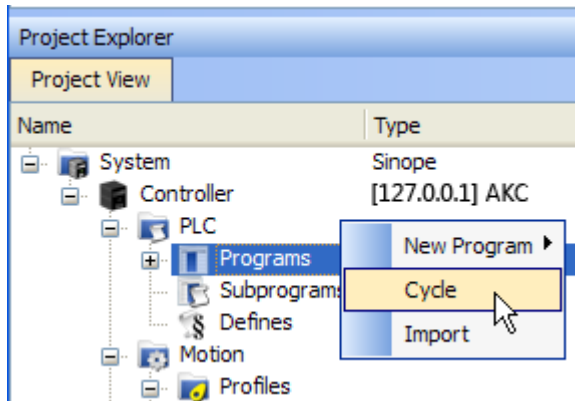 Project Explorer
Project View
Name Type
System Sinope
Controller [127.0.0.1] AKC
PLC
Programs New Program
Subprograms Cycle
Defines Import
Motion
Profiles